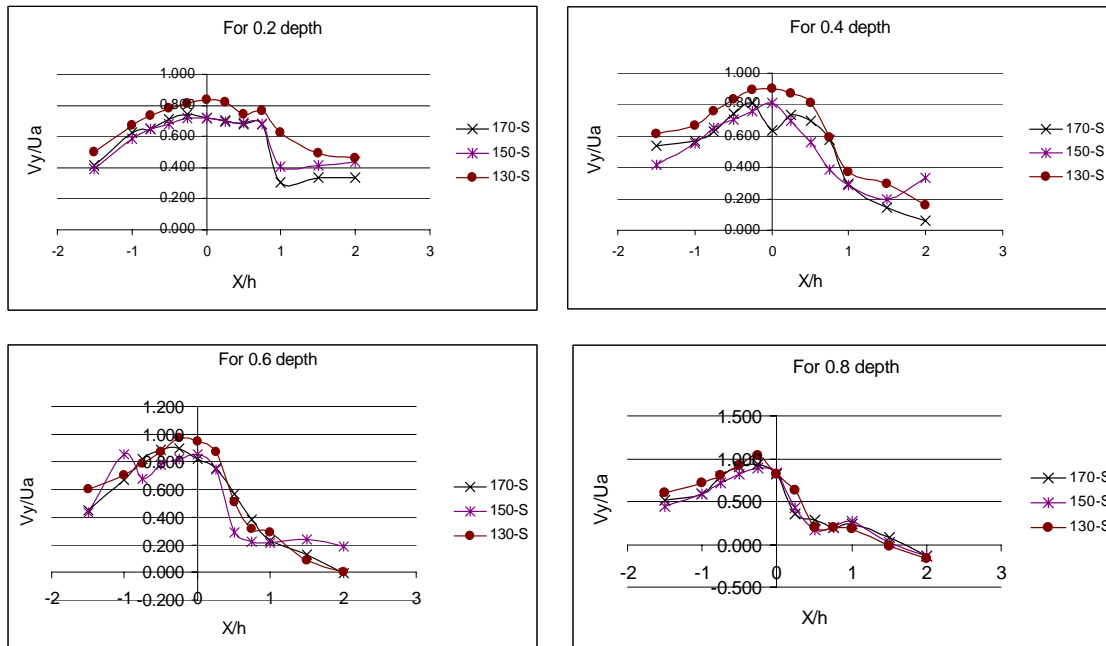 For 0.2 depth
1.000
0.800
0.600
0.400
0.200
0.000
-2 -1 0 1 2 3
X/h
Vy/Ua
170-S
150-S
130-S
For 0.4 depth
1.000
0.800
0.600
0.400
0.200
0.000
-2 -1 0 1 2 3
X/h
Vy/Ua
170-S
150-S
130-S
For 0.6 depth
1.200
1.000
0.800
0.600
0.400
0.200
0.000
-0.200
-2 -1 0 1 2 3
X/h
Vy/Ua
170-S
150-S
130-S
For 0.8 depth
1.500
1.000
0.500
0.000
-0.500
-2 -1 0 1 2 3
X/h
Vy/Ua
170-S
150-S
130-S